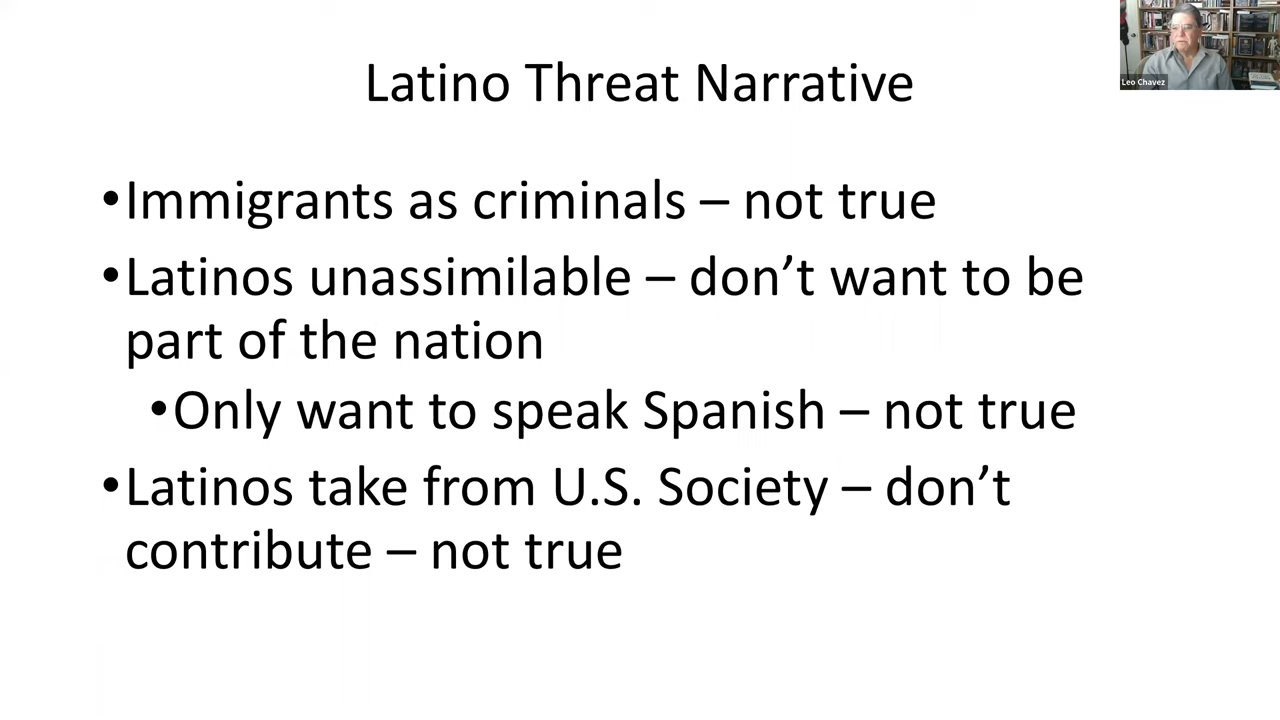 Latino Threat Narrative
Leo Chavez
•Immigrants as criminals – not true
•Latinos unassimilable – don’t want to be
part of the nation
•Only want to speak Spanish – not true
•Latinos take from U.S. Society – don’t
contribute – not true